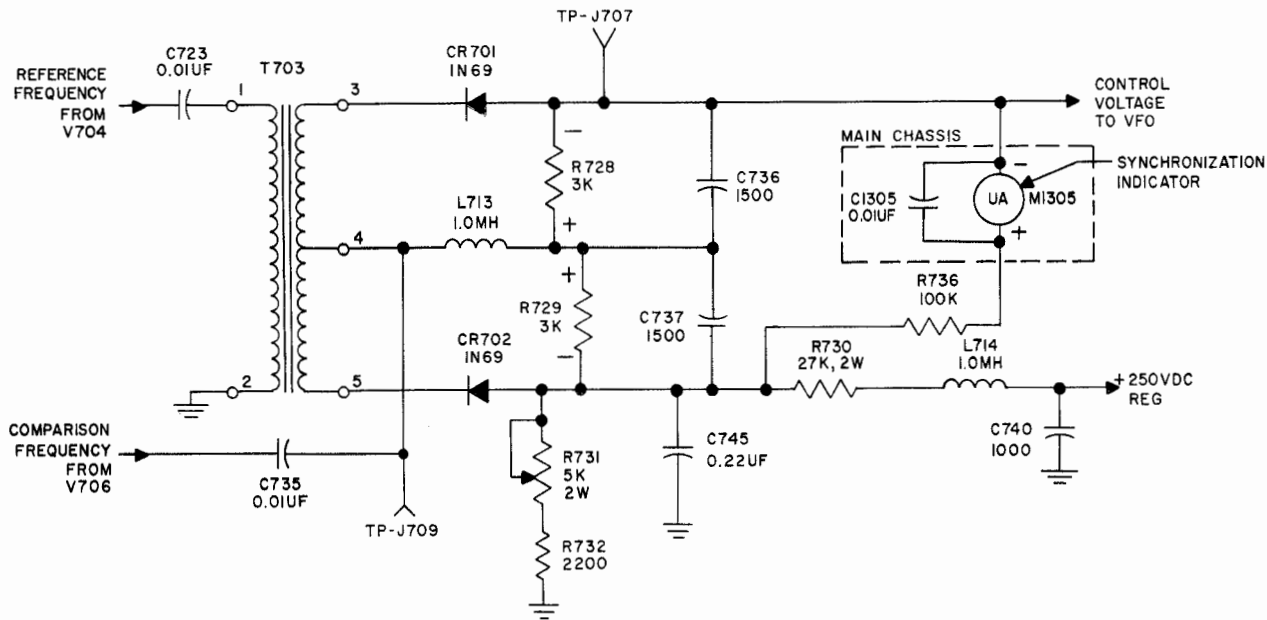 TP-J707
C723
0.01UF
T703
CR701
IN69
REFERENCE
FREQUENCY
FROM
V704
1
3
CONTROL
VOLTAGE
TO VFO
MAIN CHASSIS
−
R728
3K
+
C736
1500
C1305
0.01UF
−
UA
M1305
+
SYNCHRONIZATION
INDICATOR
L713
1.0MH
4
+
R729
3K
−
C737
1500
R736
100K
CR702
IN69
R730
27K, 2W
L714
1.0MH
2
5
+250VDC
REG
COMPARISON
FREQUENCY
FROM
V706
C735
0.01UF
R731
5K
2W
C745
0.22UF
C740
1000
TP-J709
R732
2200